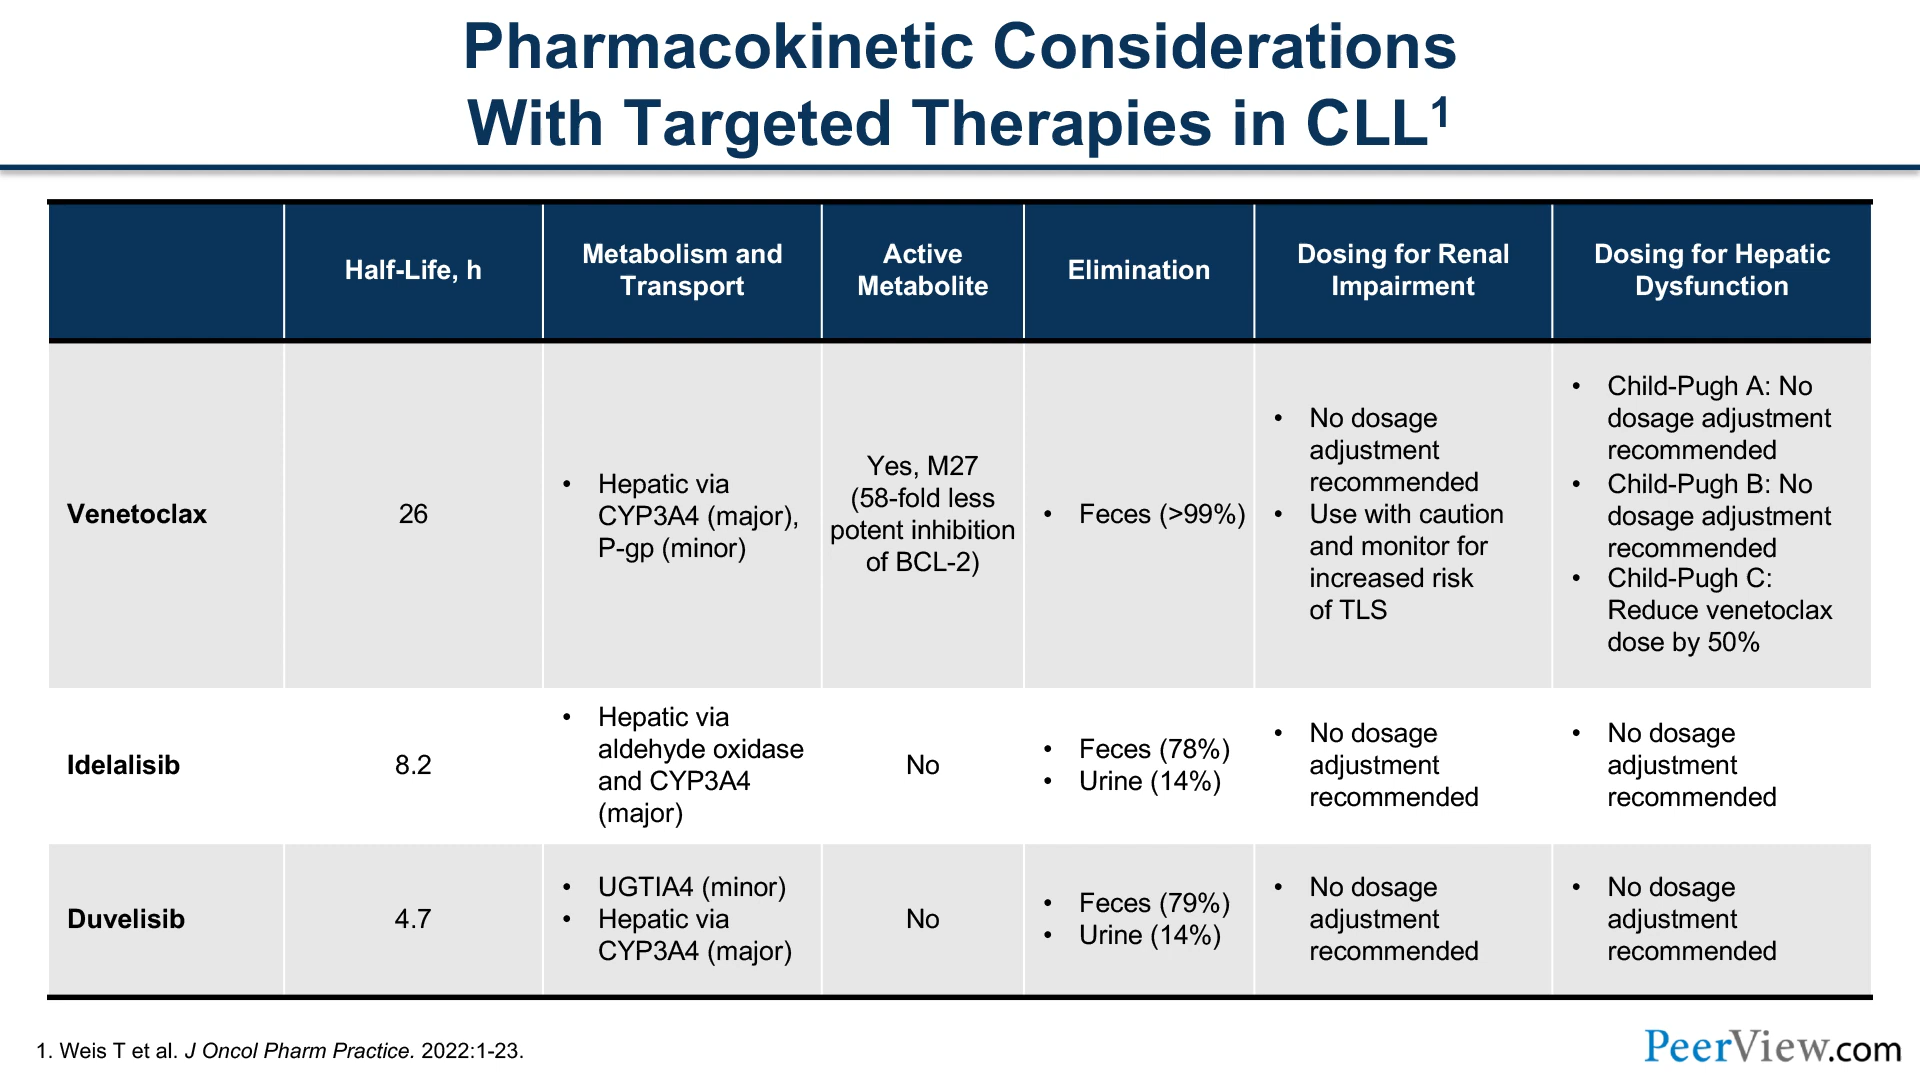 Pharmacokinetic Considerations
With Targeted Therapies in CLL1
Half-Life, h
Metabolism and
Transport
Active
Metabolite
Elimination
Dosing for Renal
Impairment
Dosing for Hepatic
Dysfunction
Venetoclax
26
• Hepatic via
CYP3A4 (major),
P-gp (minor)
Yes, M27
(58-fold less
potent inhibition
of BCL-2)
• Feces (>99%)
• No dosage
adjustment
recommended
• Use with caution
and monitor for
increased risk
of TLS
• Child-Pugh A: No
dosage adjustment
recommended
• Child-Pugh B: No
dosage adjustment
recommended
• Child-Pugh C:
Reduce venetoclax
dose by 50%
Idelalisib
8.2
• Hepatic via
aldehyde oxidase
and CYP3A4
(major)
No
• Feces (78%)
• Urine (14%)
• No dosage
adjustment
recommended
• No dosage
adjustment
recommended
Duvelisib
4.7
• UGTIA4 (minor)
• Hepatic via
CYP3A4 (major)
No
• Feces (79%)
• Urine (14%)
• No dosage
adjustment
recommended
• No dosage
adjustment
recommended
1. Weis T et al. J Oncol Pharm Practice. 2022:1-23.
PeerView.com